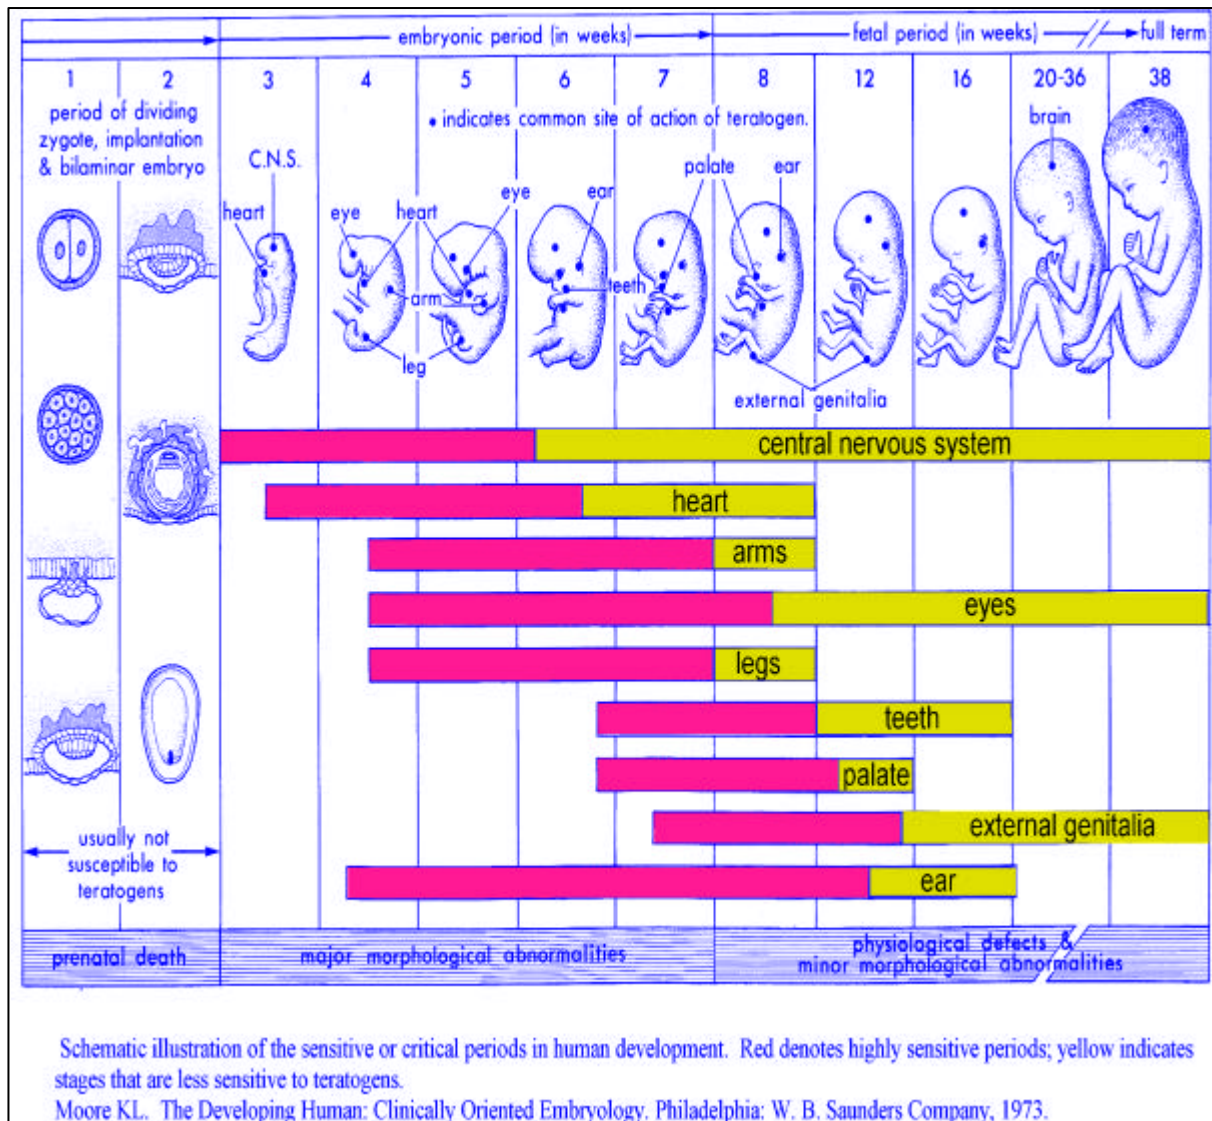 embryonic period (in weeks)
fetal period (in weeks)
full term
1
2
3
4
5
6
7
8
12
16
20-36
38
period of dividing
zygote, implantation
& bilaminar embryo
• indicates common site of action of teratogen.
brain
C.N.S.
palate
ear
eye
ear
heart
eye
heart
arm
teeth
leg
external genitalia
central nervous system
heart
arms
eyes
legs
teeth
palate
external genitalia
usually not
susceptible to
teratogens
ear
prenatal death
major morphological abnormalities
physiological defects &
minor morphological abnormalities
Schematic illustration of the sensitive or critical periods in human development. Red denotes highly sensitive periods; yellow indicates
stages that are less sensitive to teratogens.
Moore KL. The Developing Human: Clinically Oriented Embryology. Philadelphia: W. B. Saunders Company, 1973.